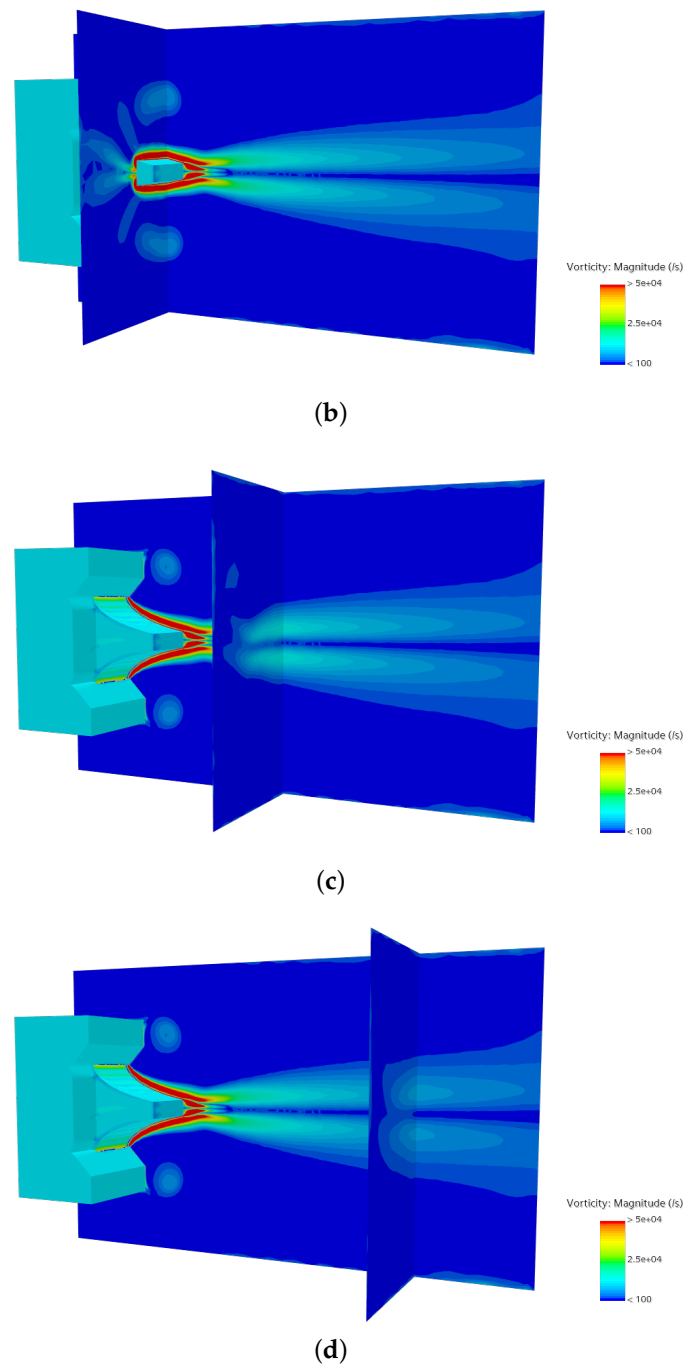 Vorticity: Magnitude (/s)
> 5e+04
2.5e+04
< 100
(b)
Vorticity: Magnitude (/s)
> 5e+04
2.5e+04
< 100
(c)
Vorticity: Magnitude (/s)
> 5e+04
2.5e+04
< 100
(d)